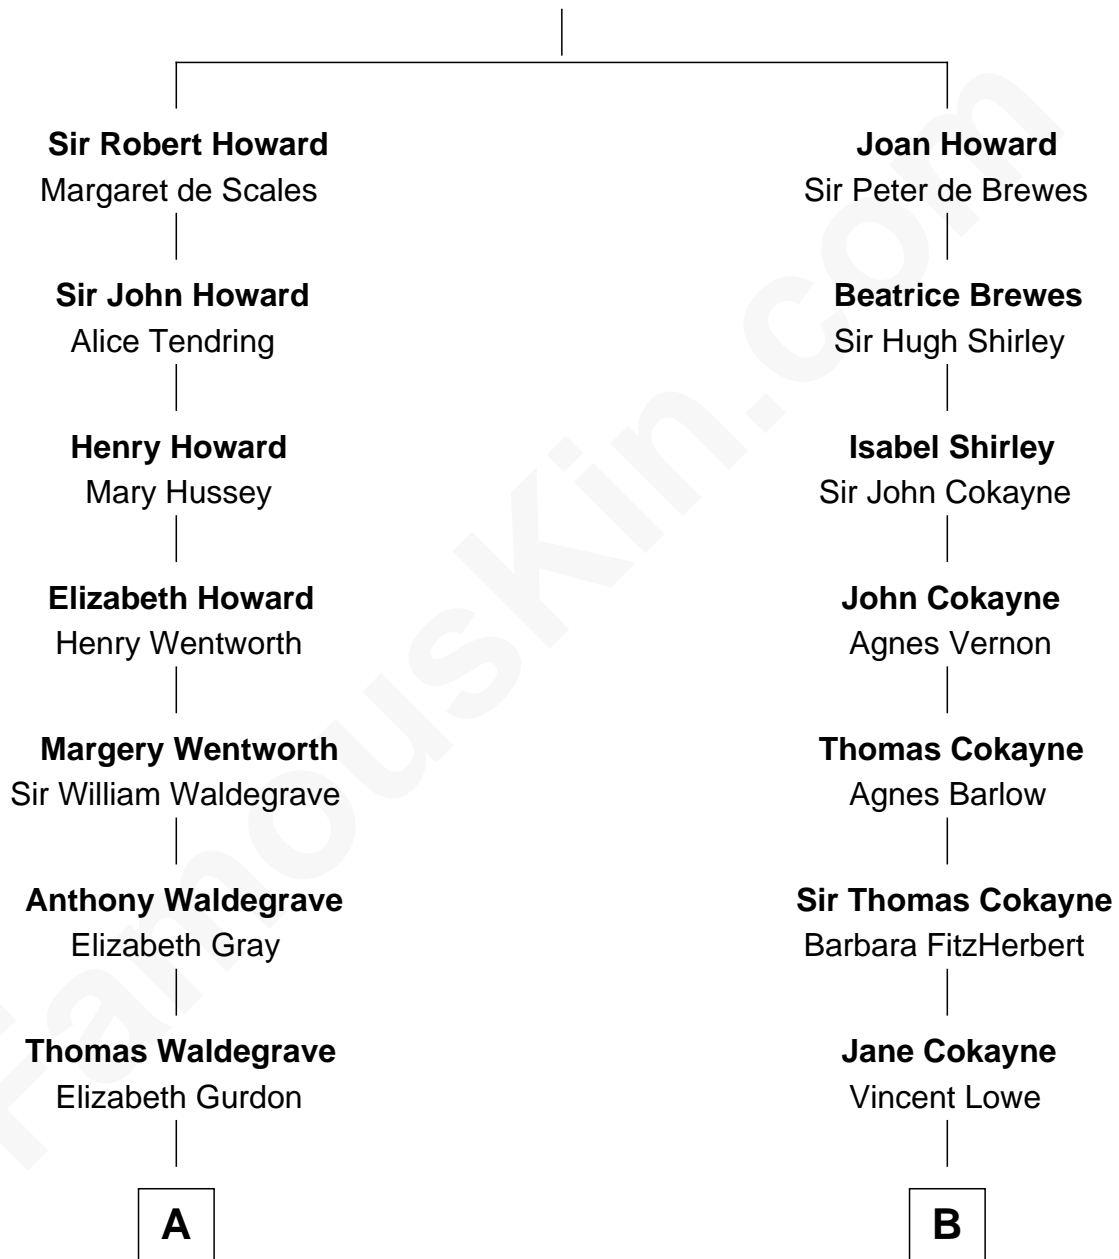 Sir Robert Howard
Margaret de Scales
Sir John Howard
Alice Tendring
Henry Howard
Mary Hussey
Elizabeth Howard
Henry Wentworth
Margery Wentworth
Sir William Waldegrave
Anthony Waldegrave
Elizabeth Gray
Thomas Waldegrave
Elizabeth Gurdon
A
Joan Howard
Sir Peter de Brewes
Beatrice Brewes
Sir Hugh Shirley
Isabel Shirley
Sir John Cokayne
John Cokayne
Agnes Vernon
Thomas Cokayne
Agnes Barlow
Sir Thomas Cokayne
Barbara FitzHerbert
Jane Cokayne
Vincent Lowe
B
FamousKin.com